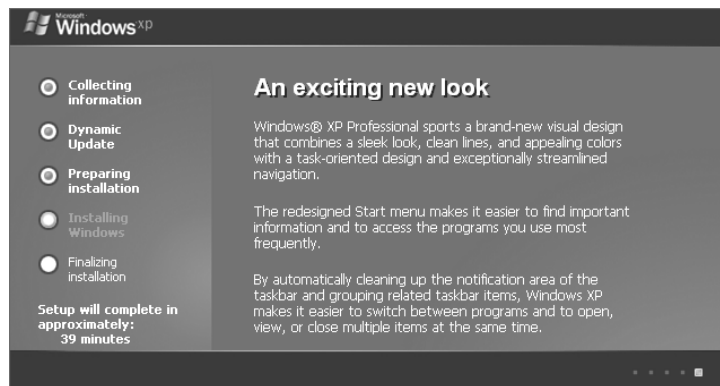 Microsoft
Windows xp
Collecting
information
Dynamic
Update
Preparing
installation
Installing
Windows
Finalizing
installation
Setup will complete in
approximately:
39 minutes
An exciting new look
Windows® XP Professional sports a brand-new visual design
that combines a sleek look, clean lines, and appealing colors
with a task-oriented design and exceptionally streamlined
navigation.
The redesigned Start menu makes it easier to find important
information and to access the programs you use most
frequently.
By automatically cleaning up the notification area of the
taskbar and grouping related taskbar items, Windows XP
makes it easier to switch between programs and to open,
view, or close multiple items at the same time.